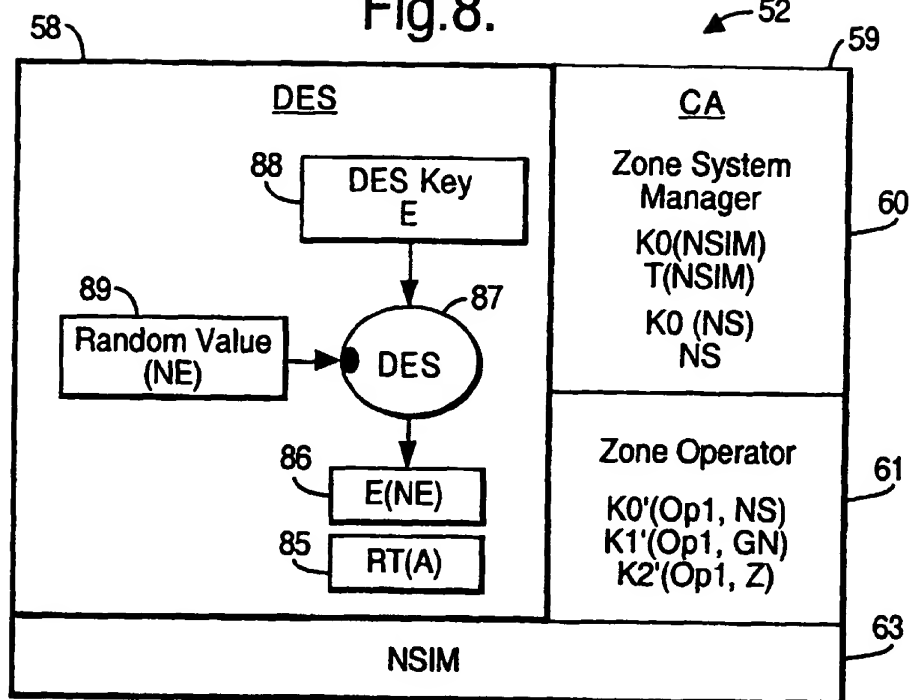 Fig.8.
52
58
59
DES
CA
88
DES Key
E
Zone System
Manager
K0(NSIM)
T(NSIM)
K0 (NS)
NS
60
89
Random Value
(NE)
87
DES
86
E(NE)
85
RT(A)
Zone Operator
K0'(Op1, NS)
K1'(Op1, GN)
K2'(Op1, Z)
61
63
NSIM